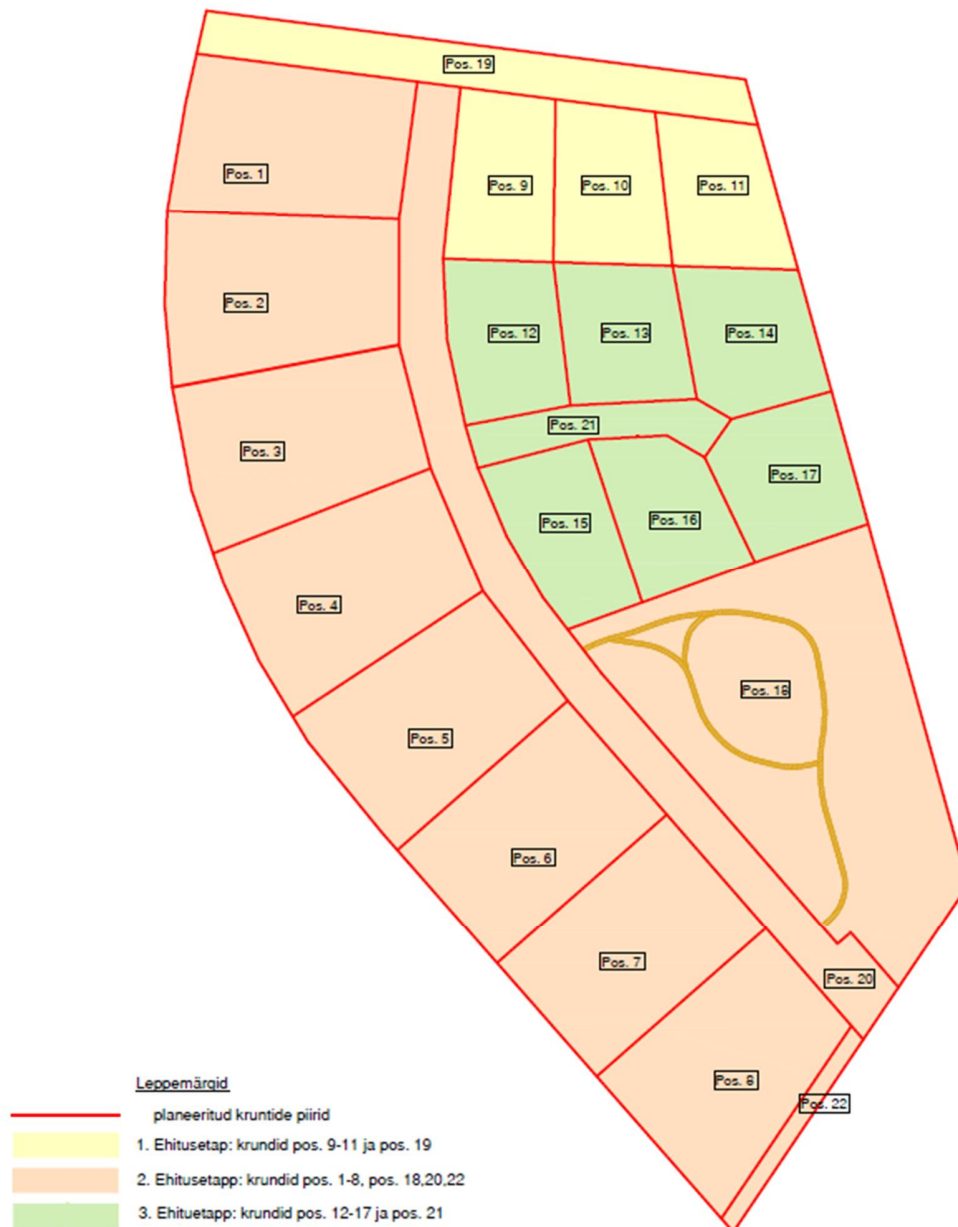 Pos. 19
Pos. 1
Pos. 9
Pos. 10
Pos. 11
Pos. 2
Pos. 12
Pos. 13
Pos. 14
Pos. 21
Pos. 3
Pos. 17
Pos. 15
Pos. 16
Pos. 4
Pos. 18
Pos. 5
Pos. 6
Pos. 7
Pos. 20
Pos. 8
Pos. 22
Leppemärgid
planeeritud kruntide piirid
1. Ehitusetap: krundid pos. 9-11 ja pos. 19
2. Ehitusetapp: krundid pos. 1-8, pos. 18,20,22
3. Ehituetapp: krundid pos. 12-17 ja pos. 21